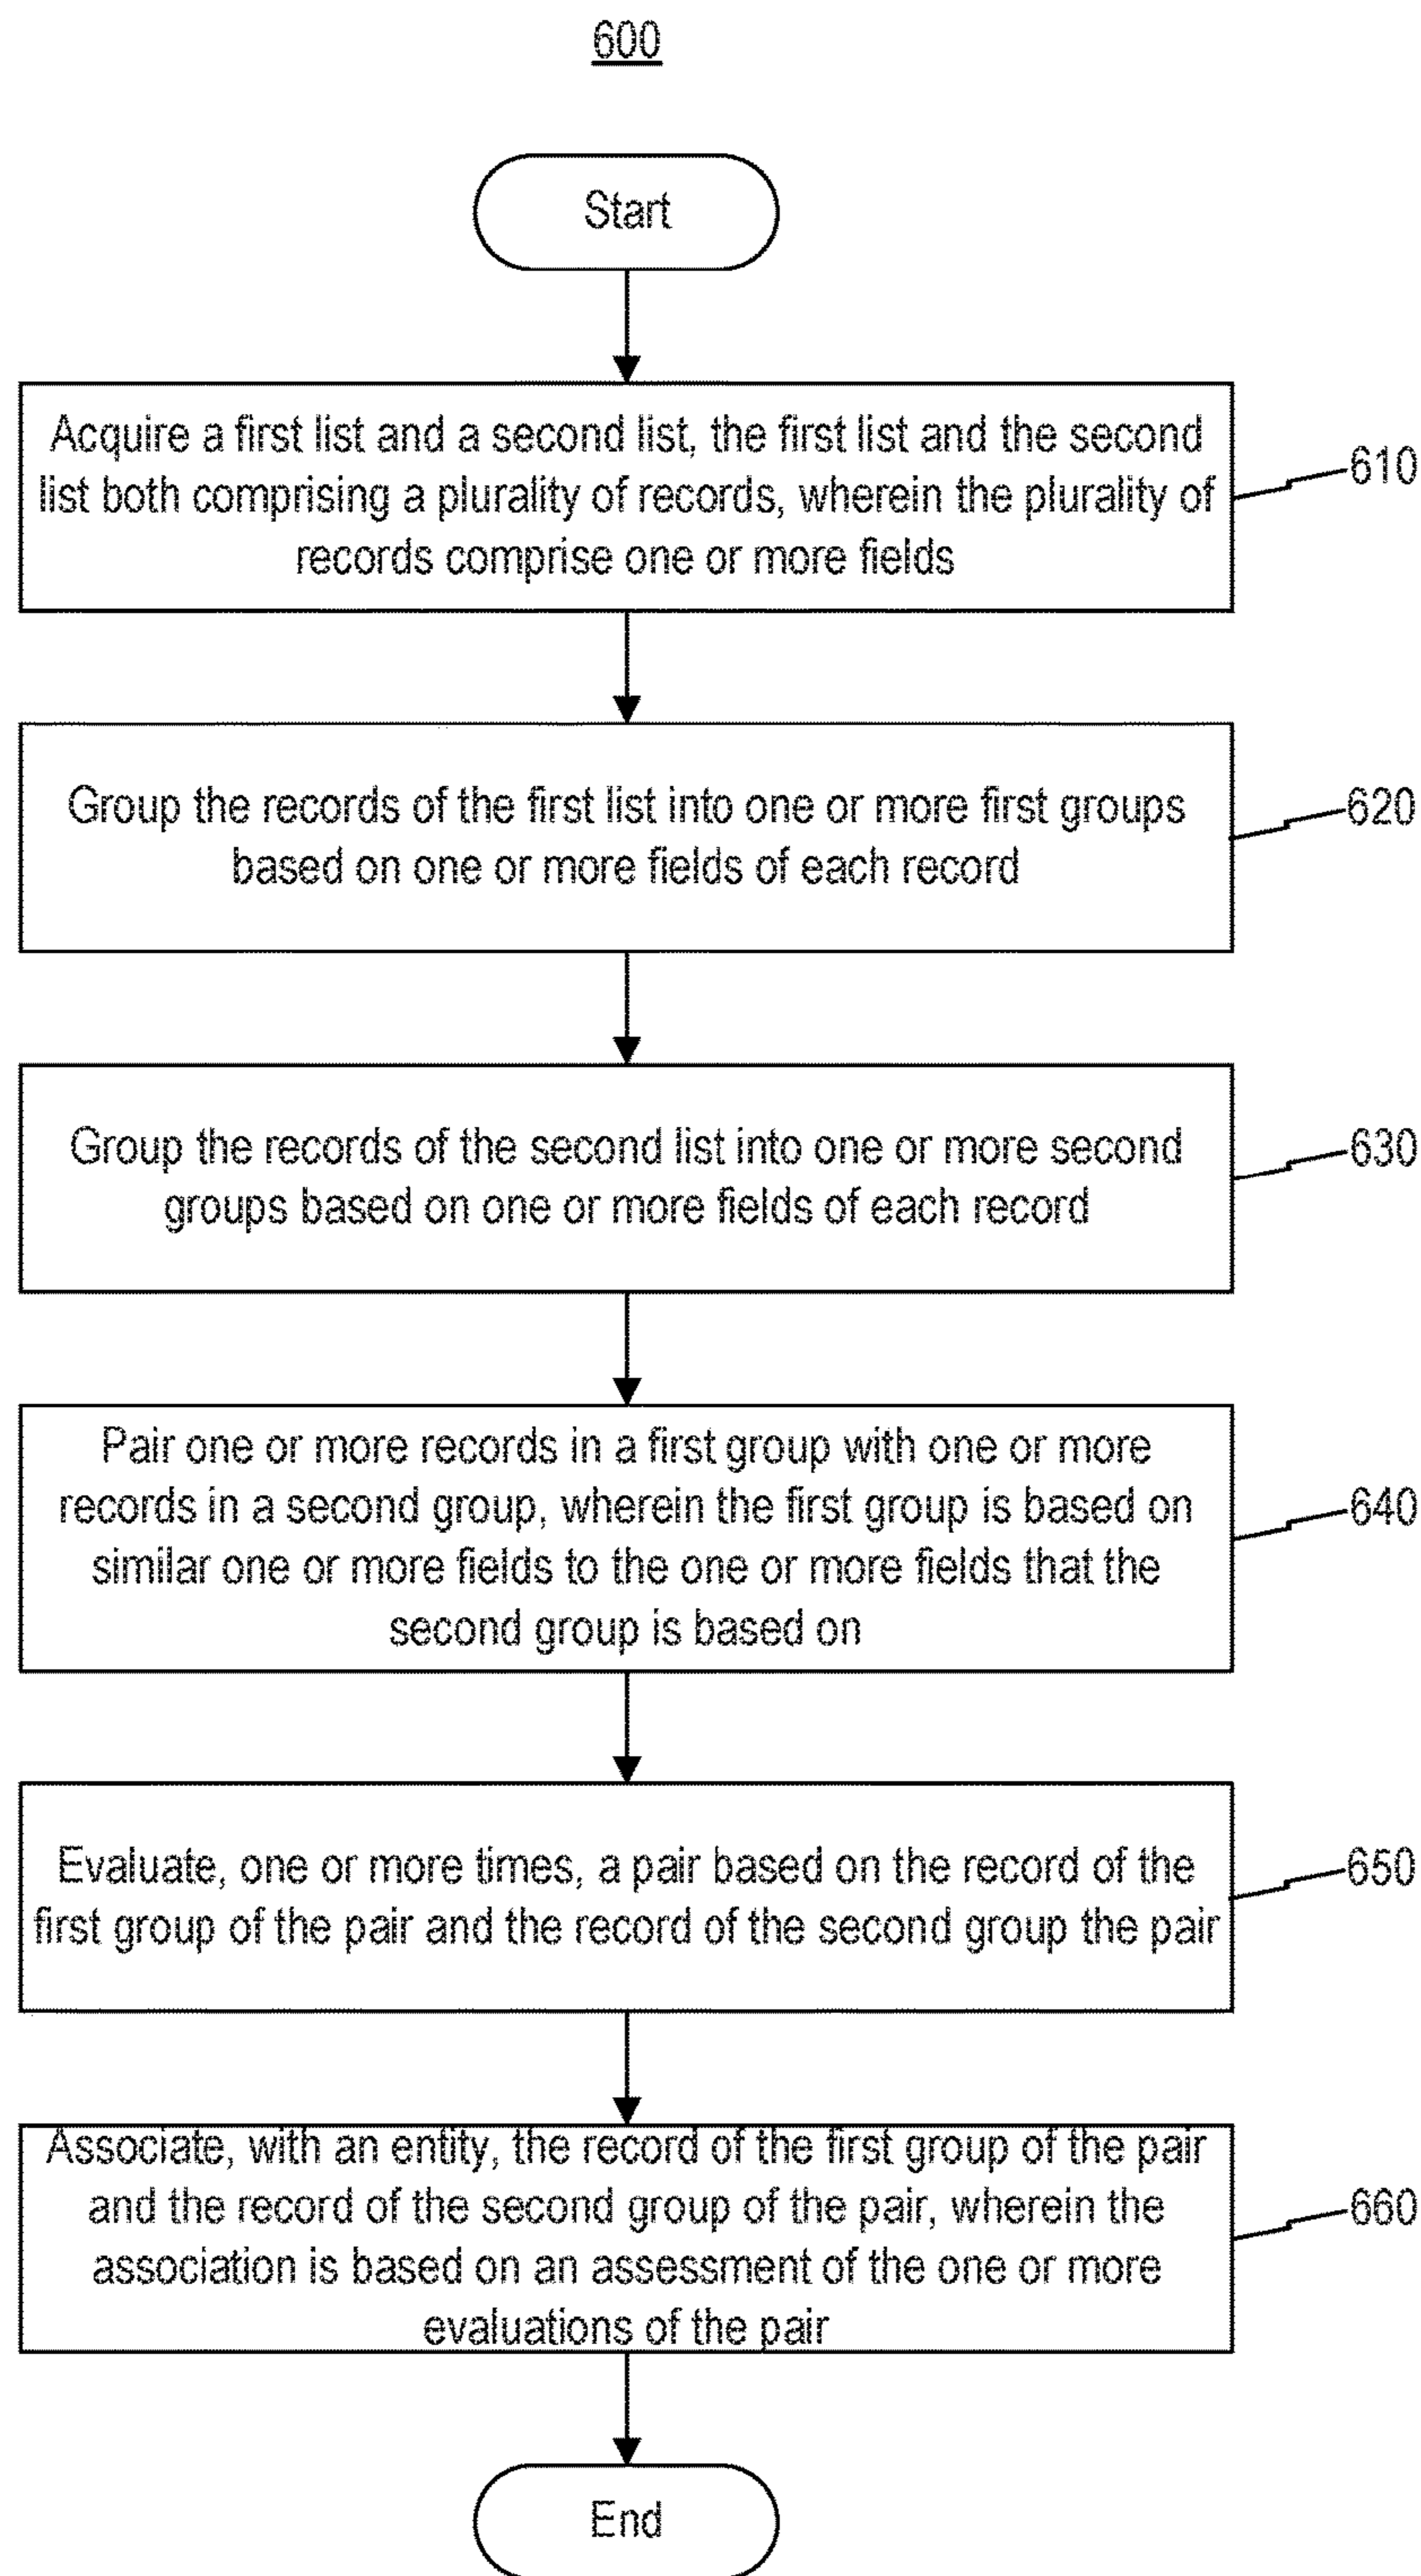 600
Start
Acquire a first list and a second list, the first list and the second
list both comprising a plurality of records, wherein the plurality of
records comprise one or more fields
610
Group the records of the first list into one or more first groups
based on one or more fields of each record
620
Group the records of the second list into one or more second
groups based on one or more fields of each record
630
Pair one or more records in a first group with one or more
records in a second group, wherein the first group is based on
similar one or more fields to the one or more fields that the
second group is based on
640
Evaluate, one or more times, a pair based on the record of the
first group of the pair and the record of the second group the pair
650
Associate, with an entity, the record of the first group of the pair
and the record of the second group of the pair, wherein the
association is based on an assessment of the one or more
evaluations of the pair
660
End